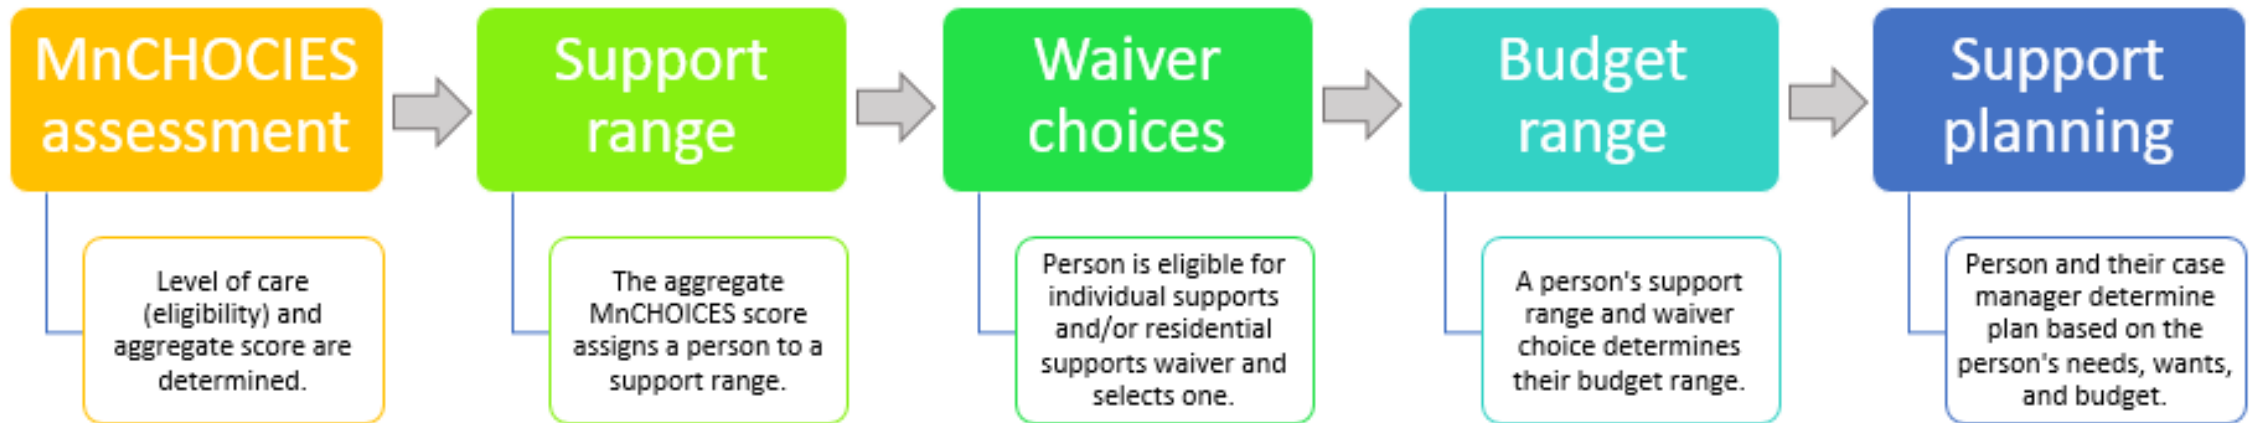 MnCHOCIES
assessment
Level of care
(eligibility) and
aggregate score are
determined.
Support
range
The aggregate
MnCHOICES score
assigns a person to a
support range.
Waiver
choices
Person is eligible for
individual supports
and/or residential
supports waiver and
selects one.
Budget
range
A person's support
range and waiver
choice determines
their budget range.
Support
planning
Person and their case
manager determine
plan based on the
person's needs, wants,
and budget.